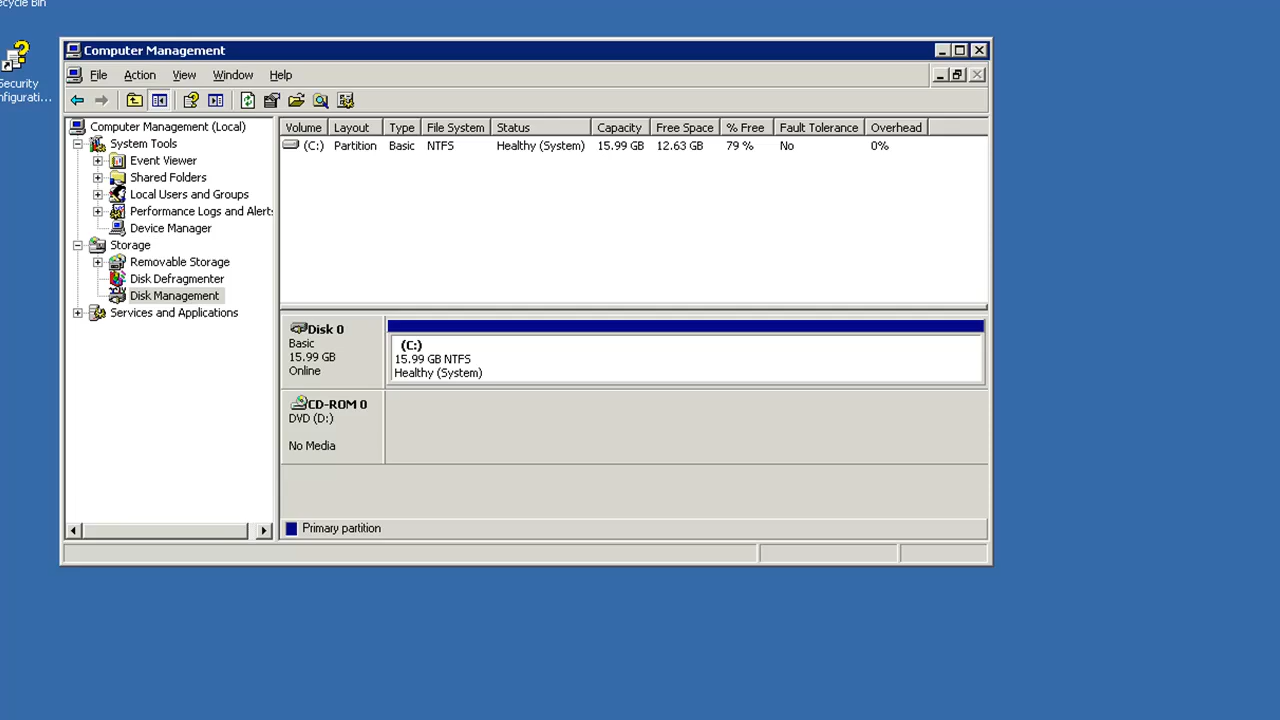 ecycle Bin
Security
nfigurati...
Computer Management
File Action View Window Help
Computer Management (Local)
System Tools
Event Viewer
Shared Folders
Local Users and Groups
Performance Logs and Alert:
Device Manager
Storage
Removable Storage
Disk Defragmenter
Disk Management
Services and Applications
Volume Layout Type File System Status Capacity Free Space % Free Fault Tolerance Overhead
(C:) Partition Basic NTFS Healthy (System) 15.99 GB 12.63 GB 79 % No 0%
Disk 0
Basic
15.99 GB
Online
(C:)
15.99 GB NTFS
Healthy (System)
CD-ROM 0
DVD (D:)
No Media
Primary partition